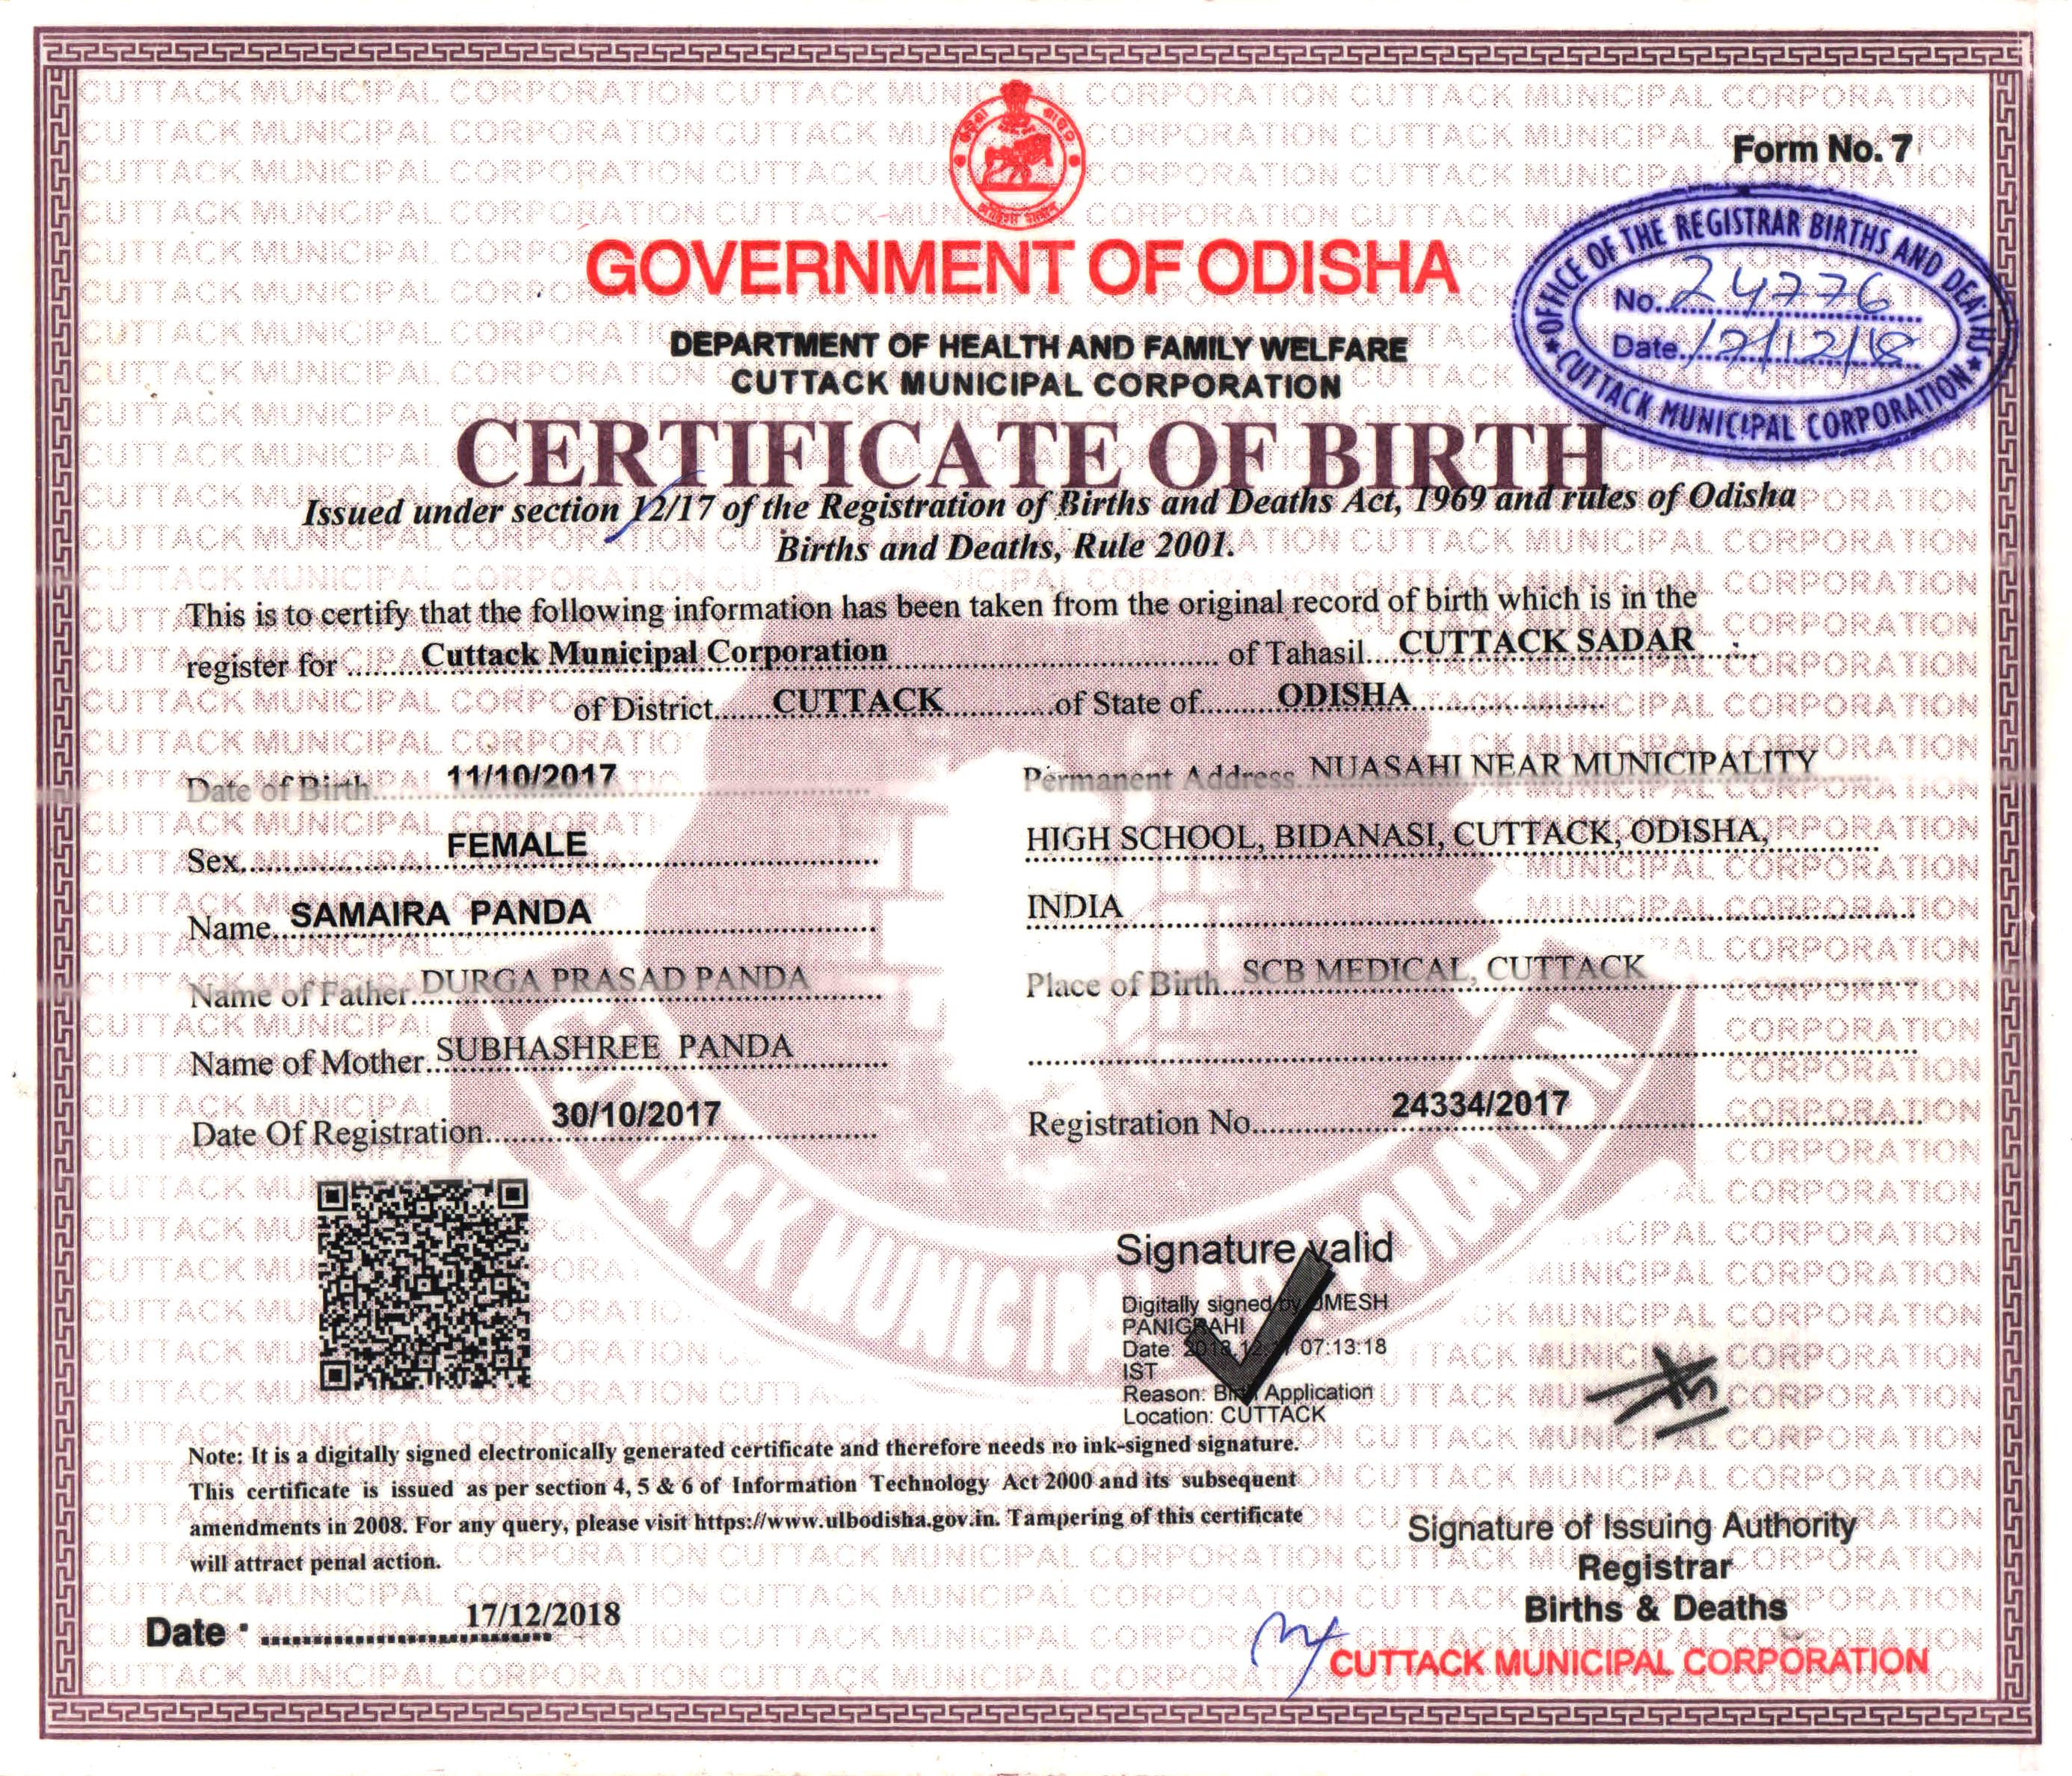 Form No. 7
GOVERNMENT OF ODISHA
DEPARTMENT OF HEALTH AND FAMILY WELFARE
CUTTACK MUNICIPAL CORPORATION
CERTIFICATE OF BIRTH
OFFICE OF THE REGISTRAR BIRTHS AND DEATHS
No. 24776
Date 17/12/18
CUTTACK MUNICIPAL CORPORATION
Issued under section 12/17 of the Registration of Births and Deaths Act, 1969 and rules of Odisha
Births and Deaths, Rule 2001.
This is to certify that the following information has been taken from the original record of birth which is in the
register for Cuttack Municipal Corporation of Tahasil CUTTACK SADAR
of District CUTTACK of State of ODISHA
Date of Birth 11/10/2017
Sex FEMALE
Name SAMAIRA PANDA
Name of Father DURGA PRASAD PANDA
Name of Mother SUBHASHREE PANDA
Date Of Registration 30/10/2017
Permanent Address NUASAHI NEAR MUNICIPALITY
HIGH SCHOOL, BIDANASI, CUTTACK, ODISHA,
INDIA
Place of Birth SCB MEDICAL, CUTTACK
Registration No. 24334/2017
CUTTACK MUNICIPAL CORPORATION
Signature valid
Digitally signed by UMESH
PANIGRAHI
Date: 2018.12.17 07:13:18
IST
Reason: Birth Application
Location: CUTTACK
Note: It is a digitally signed electronically generated certificate and therefore needs no ink-signed signature.
This certificate is issued as per section 4, 5 & 6 of Information Technology Act 2000 and its subsequent
amendments in 2008. For any query, please visit https://www.ulbodisha.gov.in. Tampering of this certificate
will attract penal action.
Date 17/12/2018
Signature of Issuing Authority
Registrar
Births & Deaths
CUTTACK MUNICIPAL CORPORATION